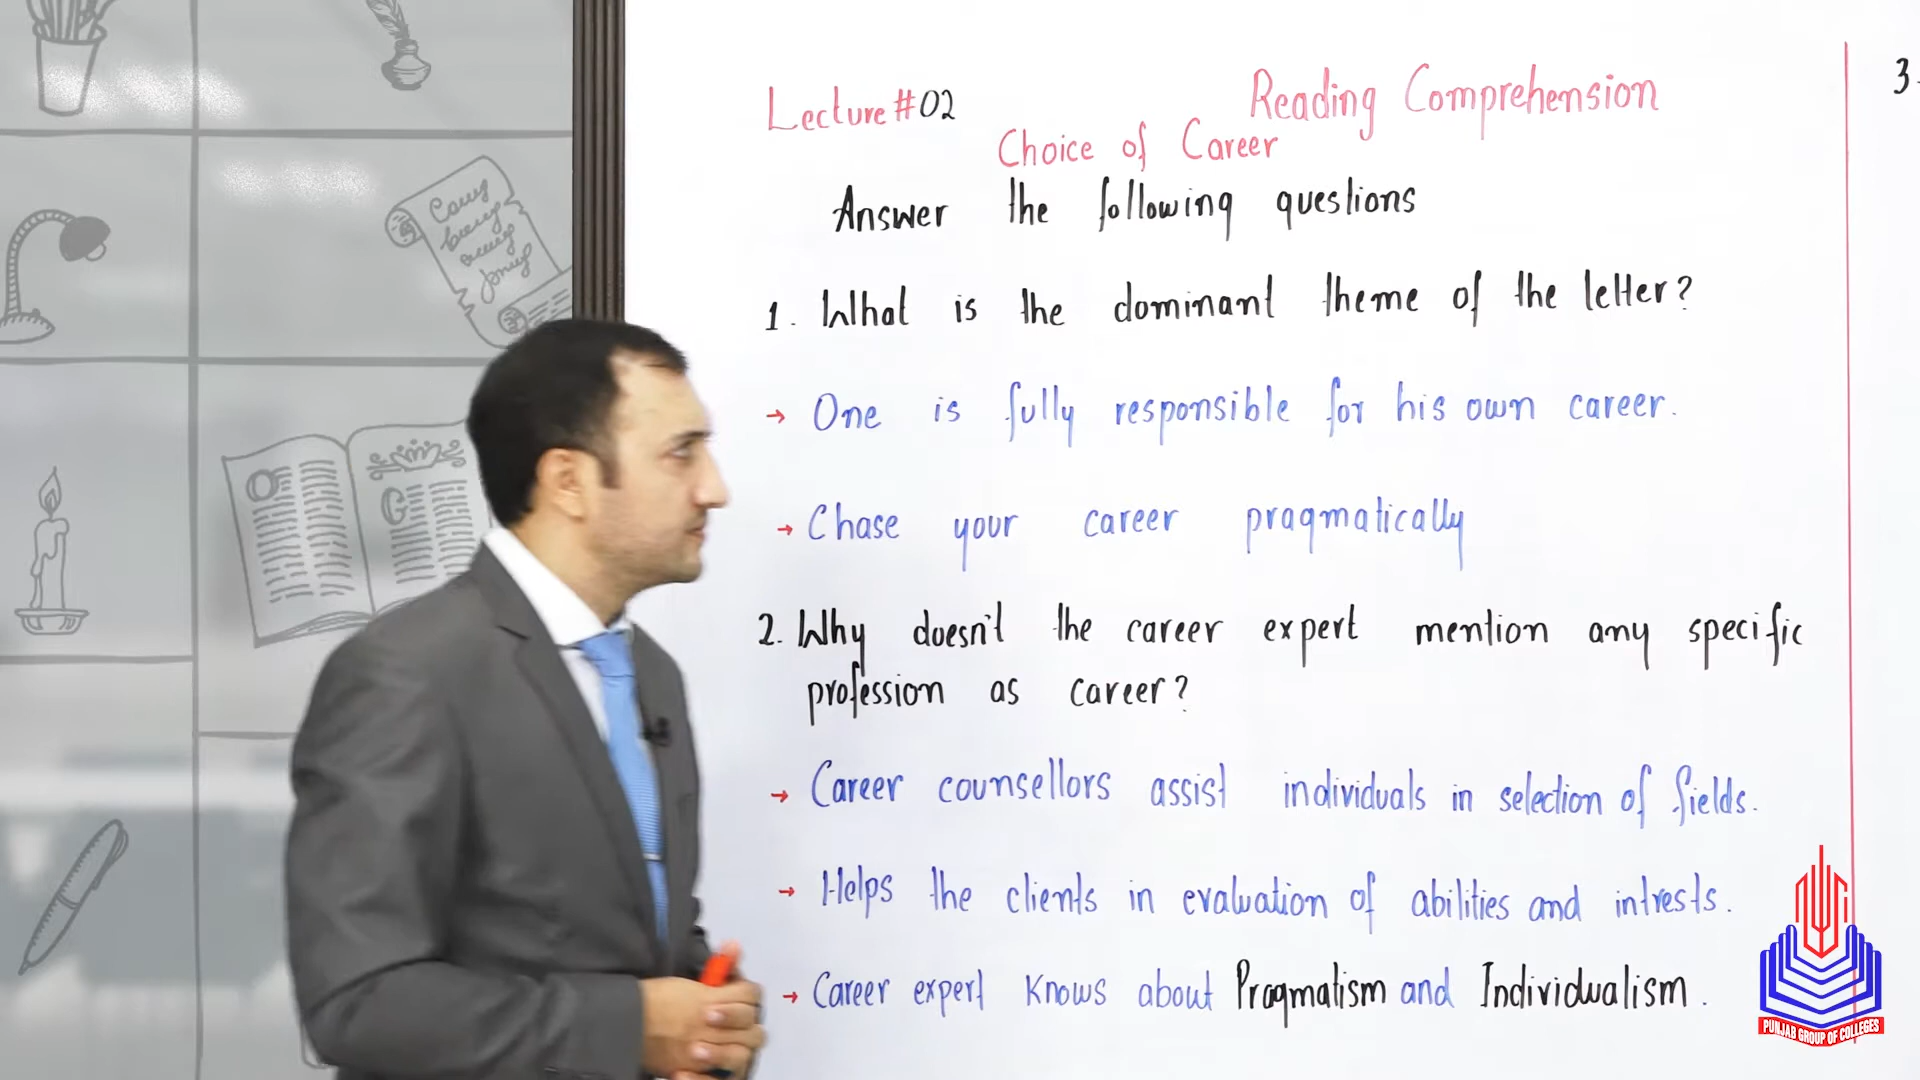 Lecture #02
Reading Comprehension
Choice of Career
Answer the following questions
1. What is the dominant theme of the letter?
→ One is fully responsible for his own career.
→ Chase your career pragmatically
2. Why doesn't the career expert mention any specific
profession as career?
→ Career counsellors assist individuals in selection of fields.
→ Helps the clients in evaluation of abilities and intrests.
→ Career expert knows about Pragmatism and Individualism.
3-
PUNJAB GROUP OF COLLEGES